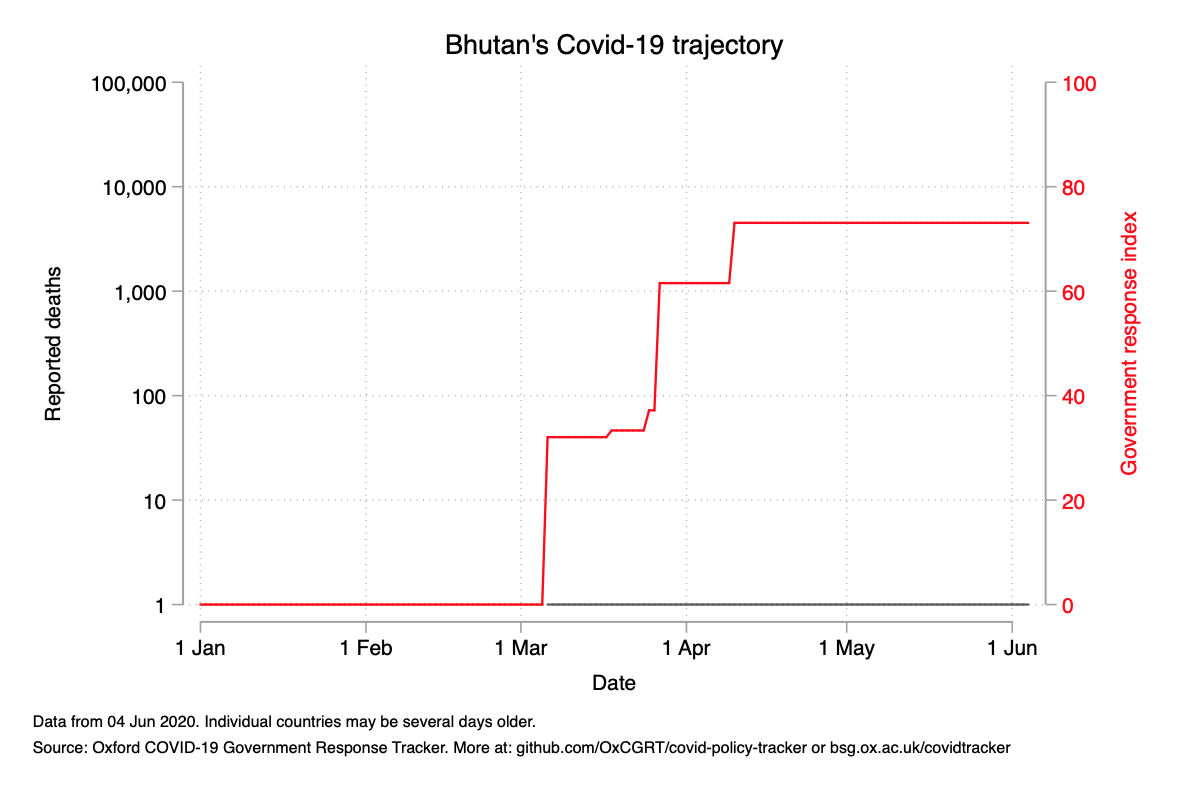 Bhutan's Covid-19 trajectory
100,000
10,000
1,000
100
10
1
Reported deaths
100
80
60
40
20
0
Government response index
1 Jan 1 Feb 1 Mar 1 Apr 1 May 1 Jun
Date
Data from 04 Jun 2020. Individual countries may be several days older.
Source: Oxford COVID-19 Government Response Tracker. More at: github.com/OxCGRT/covid-policy-tracker or bsg.ox.ac.uk/covidtracker